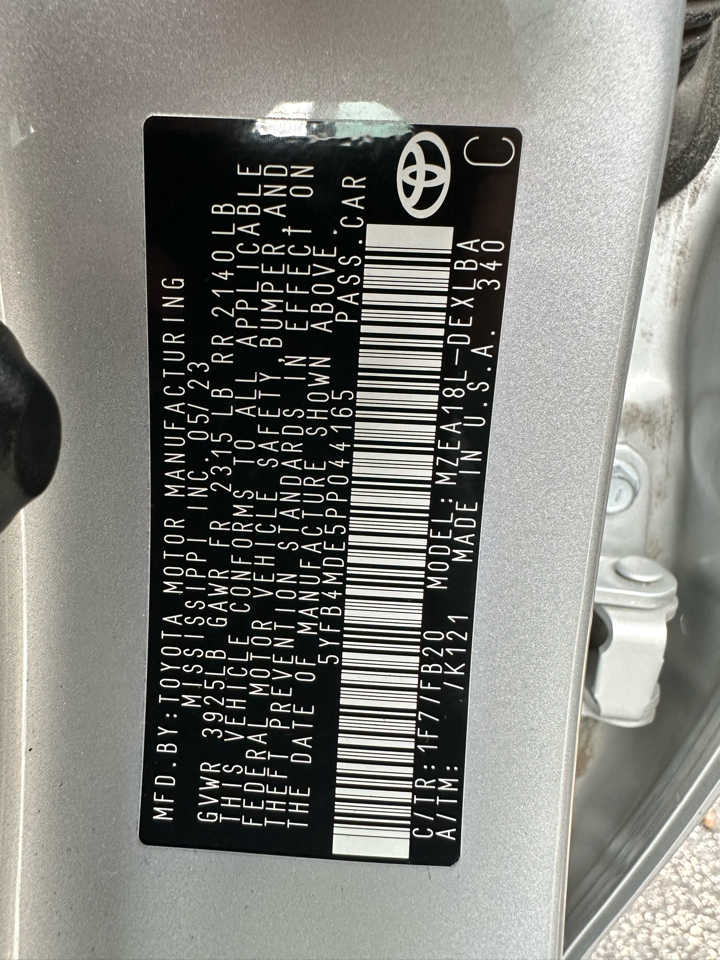 MFD.BY:TOYOTA MOTOR MANUFACTURING
MISSISSIPPI INC.05/23
GVWR 3925LB GAWR FR 2315 LB RR 2140LB
THIS VEHICLE CONFORMS TO ALL APPLICABLE
FEDERAL MOTOR VEHICLE SAFETY, BUMPER, AND
THEFT PREVENTION STANDARDS IN EFFECT ON
THE DATE OF MANUFACTURE SHOWN ABOVE.
5YFB4MDE5PP044165 PASS.CAR
C/TR:1F7/FB20 MODEL:MZEA18L-DEXLBA
A/TM: /K121 MADE IN U.S.A. 340
C